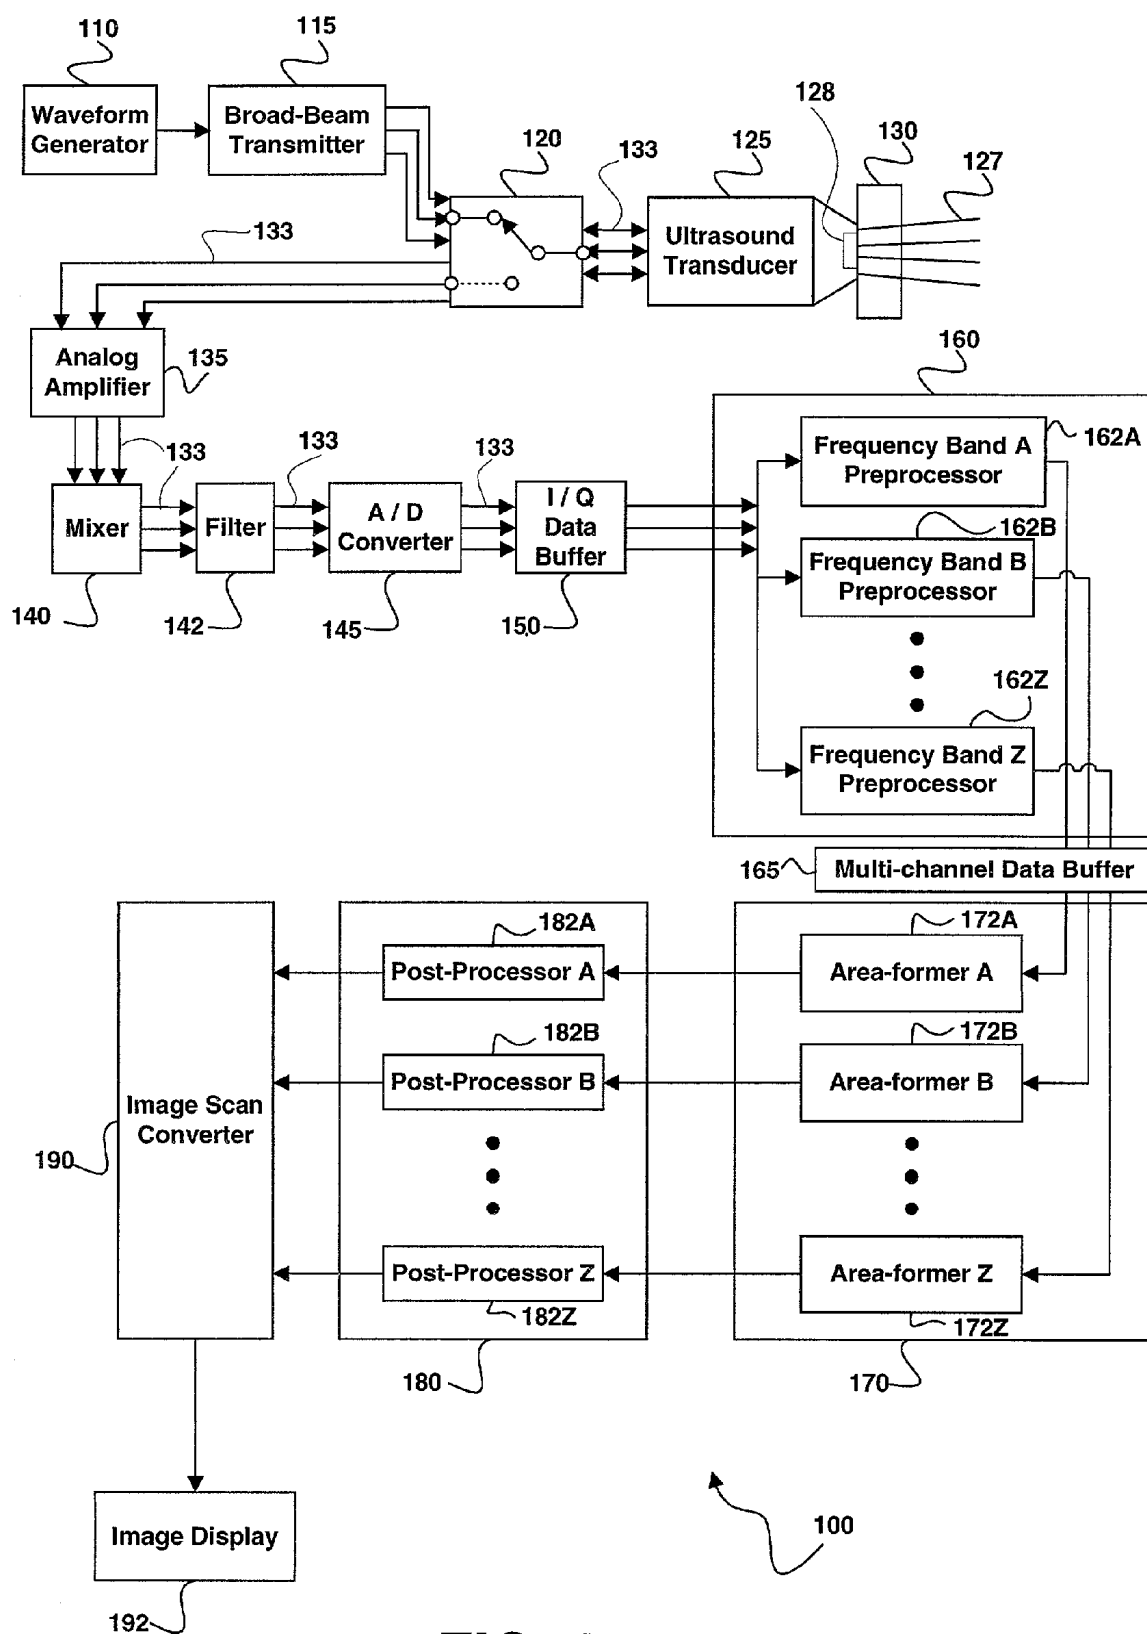 110
115
Waveform
Generator
Broad-Beam
Transmitter
120
133
125
128
130
127
Ultrasound
Transducer
133
Analog
Amplifier
135
160
Frequency Band A
Preprocessor
162A
133
133
133
Mixer
Filter
A / D
Converter
I / Q
Data
Buffer
162B
Frequency Band B
Preprocessor
140
142
145
150
162Z
Frequency Band Z
Preprocessor
165
Multi-channel Data Buffer
182A
172A
Post-Processor A
Area-former A
182B
172B
Post-Processor B
Area-former B
Image Scan
Converter
190
Post-Processor Z
Area-former Z
182Z
172Z
180
170
Image Display
100
192